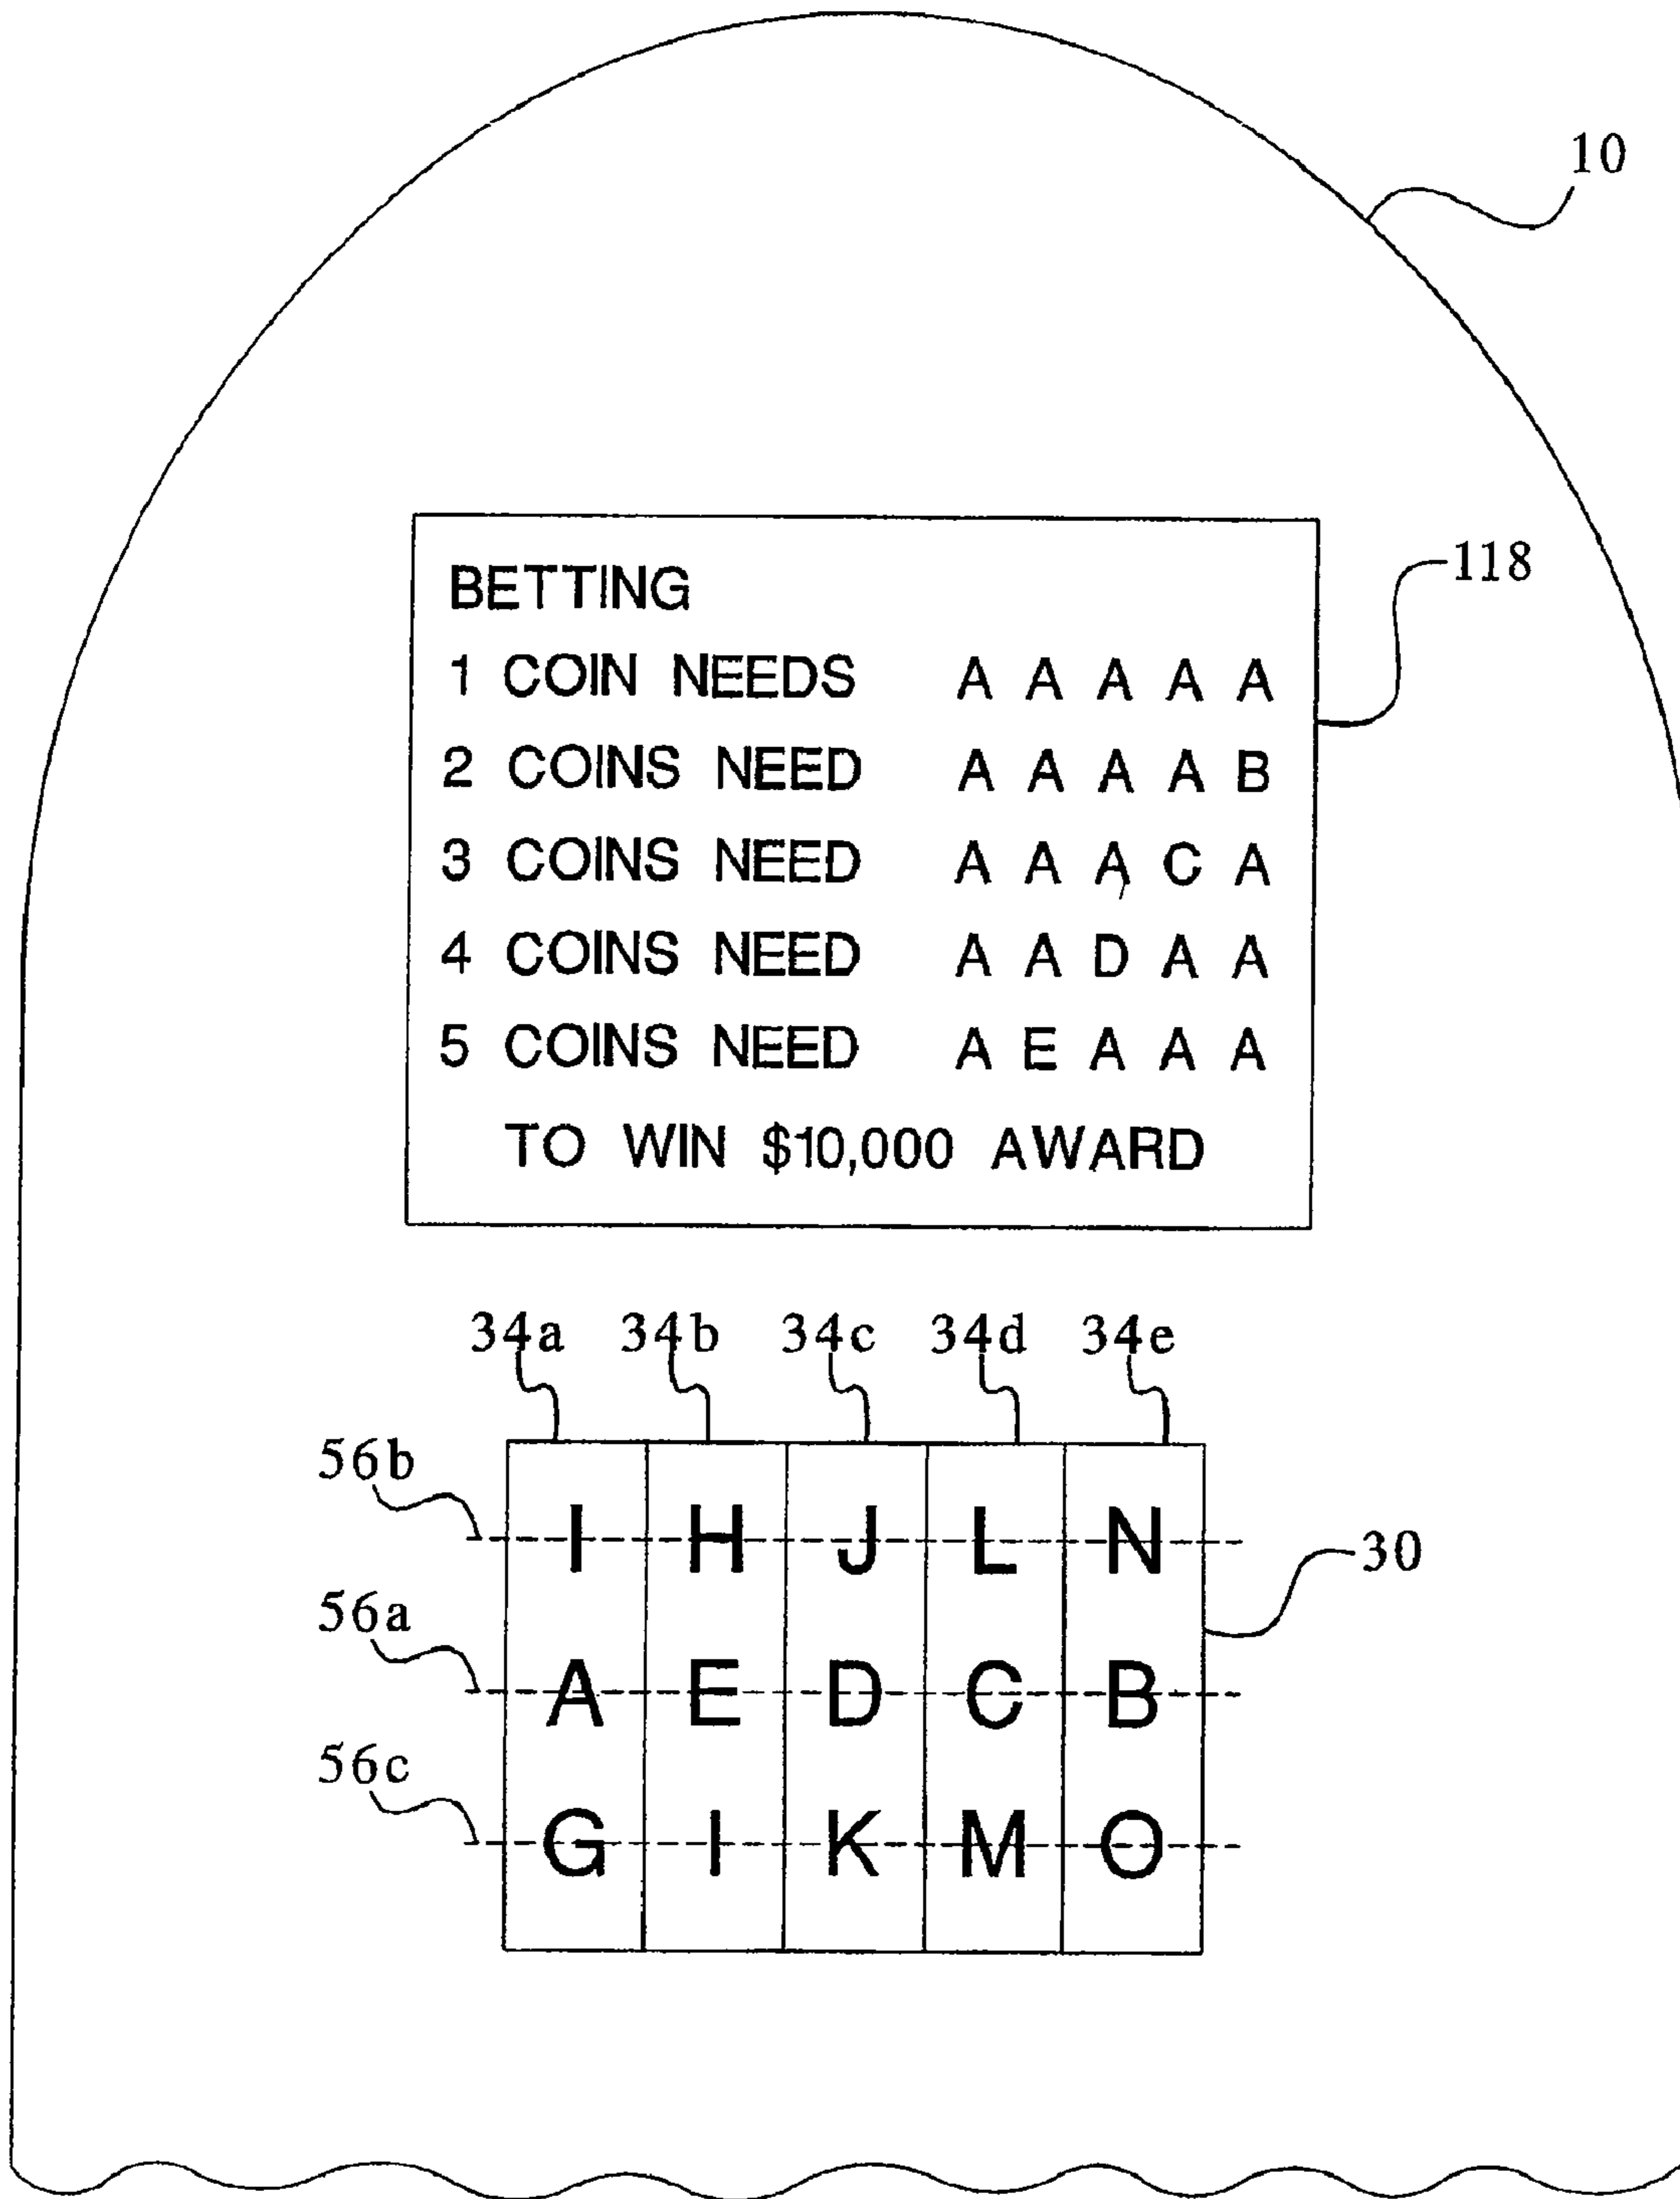 10
118
BETTING
1 COIN NEEDS A A A A A
2 COINS NEED A A A A B
3 COINS NEED A A A C A
4 COINS NEED A A D A A
5 COINS NEED A E A A A
TO WIN $10,000 AWARD
34a 34b 34c 34d 34e
56b
I H J L N
30
56a
A E D C B
56c
G I K M O